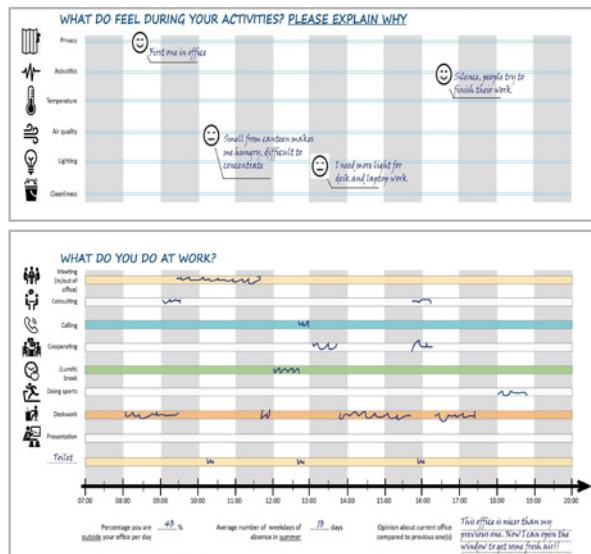 WHAT DO FEEL DURING YOUR ACTIVITIES? PLEASE EXPLAIN WHY
Privacy
First one in office
Acoustics
Silence, people try to
finish their work
Temperature
Air quality
Smell from canteen makes
me hungry, difficult to
concentrate
Lighting
I need more light for
desk and laptop work
Cleanliness
WHAT DO YOU DO AT WORK?
Meeting
(in/out of
office)
Consulting
Calling
Cooperating
(Lunch)
break
Doing sports
Deskwork
Presentation
Toilet
07:00 08:00 09:00 10:00 11:00 12:00 13:00 14:00 15:00 16:00 17:00 18:00 19:00 20:00
Percentage you are
outside your office per day
%
Average number of weekdays of
absence in summer
days
Opinion about current office
compared to previous one(s)
This office is nicer than my
previous one. Now I can open the
window to get some fresh air!!